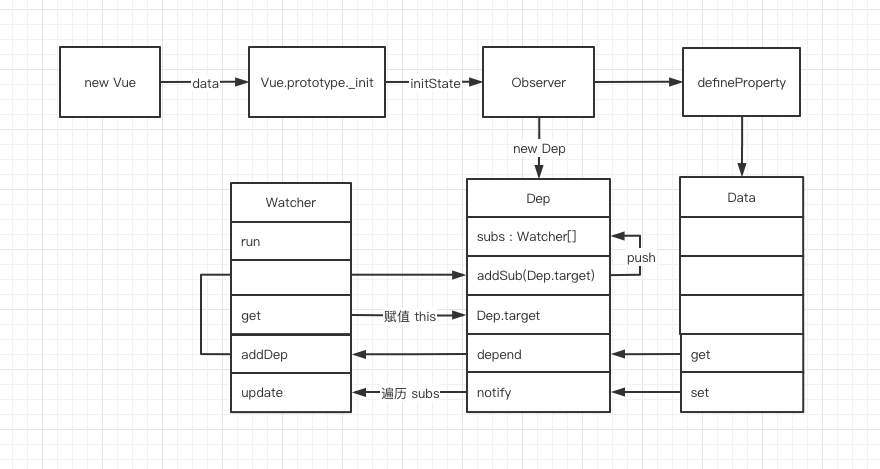 new Vue
data
Vue.prototype._init
initState
Observer
defineProperty
new Dep
Watcher
run
get
addDep
update
赋值 this
遍历 subs
Dep
subs : Watcher[]
addSub(Dep.target)
Dep.target
depend
notify
push
Data
get
set